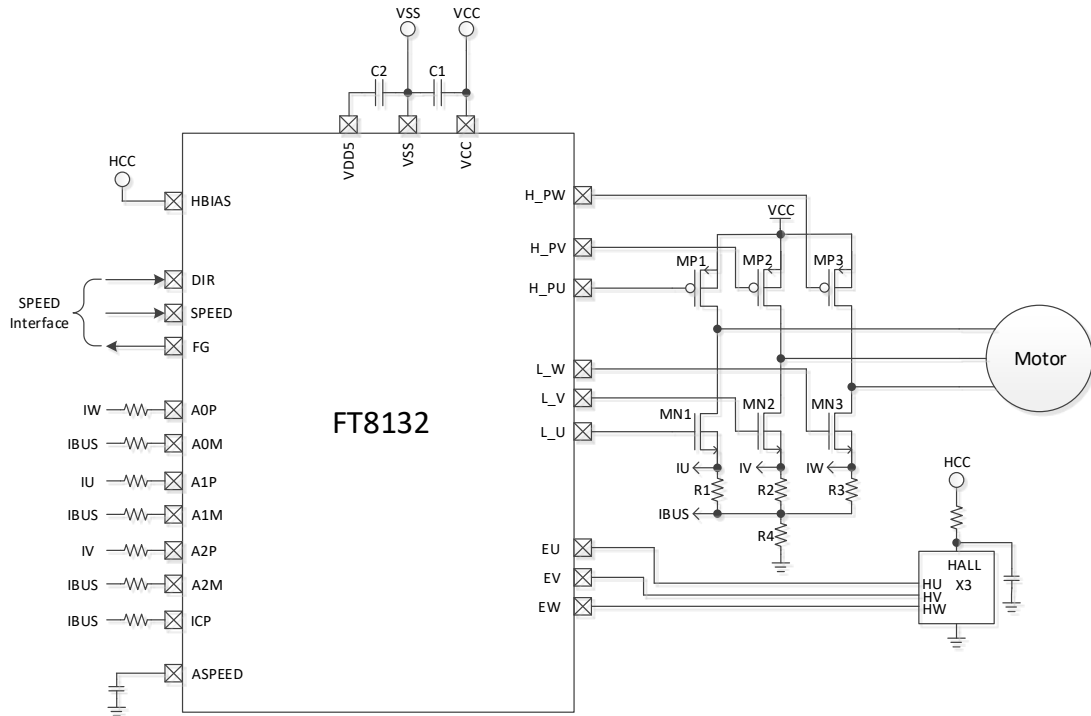 VSS VCC
C2 C1
VDD5 VSS VCC
HCC
HBIAS
DIR
SPEED
Interface
SPEED
FG
IW A0P
IBUS A0M
IU A1P
IBUS A1M
IV A2P
IBUS A2M
IBUS ICP
ASPEED
FT8132
H_PW
H_PV
H_PU
L_W
L_V
L_U
EU
EV
EW
VCC
MP1 MP2 MP3
Motor
MN1 MN2 MN3
IU IV IW
R1 R2 R3
IBUS
R4
HCC
HALL
X3
HU
HV
HW